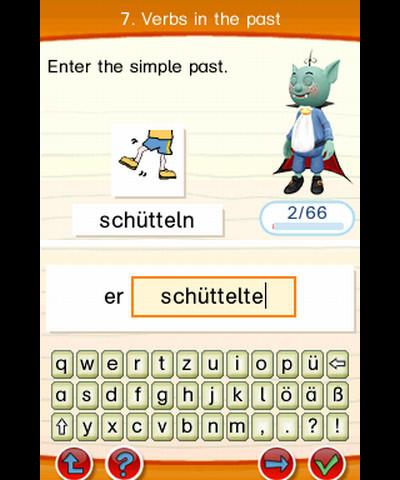 7. Verbs in the past
Enter the simple past.
schütteln
2/66
er schüttelte
q w e r t z u i o p ü ⇦
a s d f g h j k l ö ä ß
⇧ y x c v b n m , . ? !
?